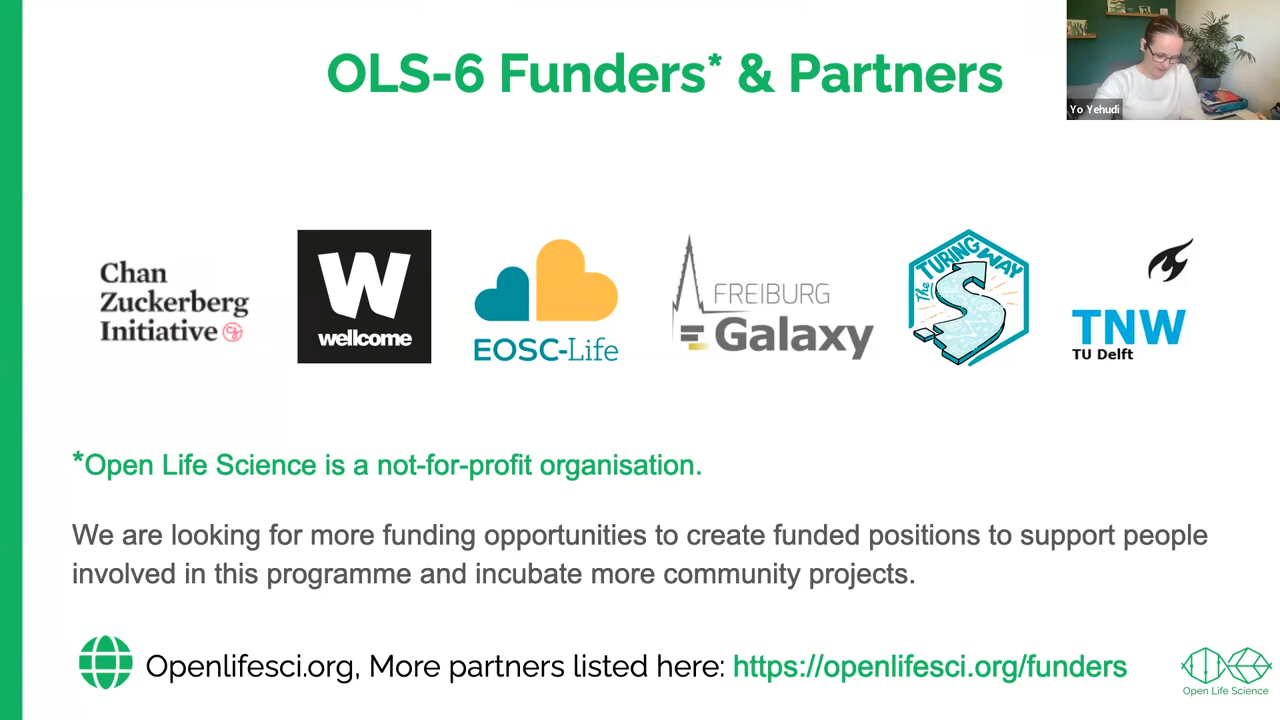 OLS-6 Funders* & Partners
Yo Yehudi
Chan
Zuckerberg
Initiative
W
wellcome
EOSC-Life
FREIBURG
Galaxy
The TURING WAY
TNW
TU Delft
*Open Life Science is a not-for-profit organisation.
We are looking for more funding opportunities to create funded positions to support people
involved in this programme and incubate more community projects.
Openlifesci.org, More partners listed here: https://openlifesci.org/funders
Open Life Science